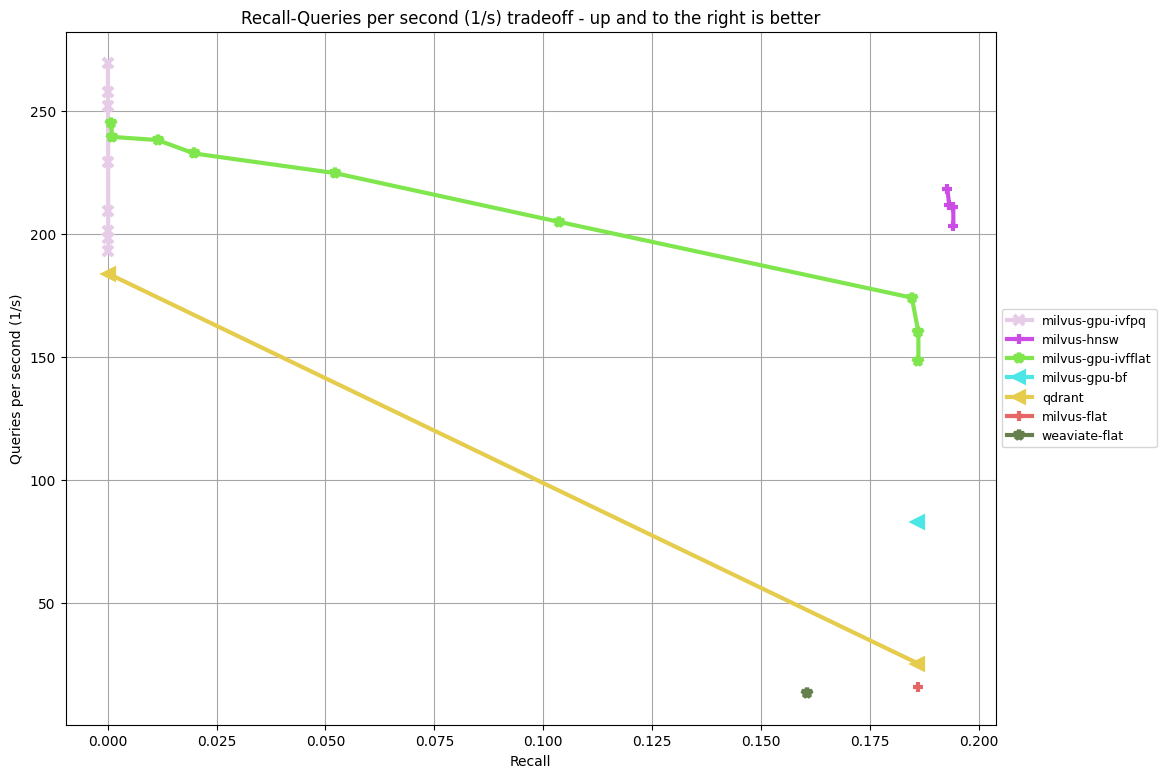 Recall-Queries per second (1/s) tradeoff - up and to the right is better
250
200
150
100
50
Queries per second (1/s)
0.000
0.025
0.050
0.075
0.100
0.125
0.150
0.175
0.200
Recall
milvus-gpu-ivfpq
milvus-hnsw
milvus-gpu-ivfflat
milvus-gpu-bf
qdrant
milvus-flat
weaviate-flat